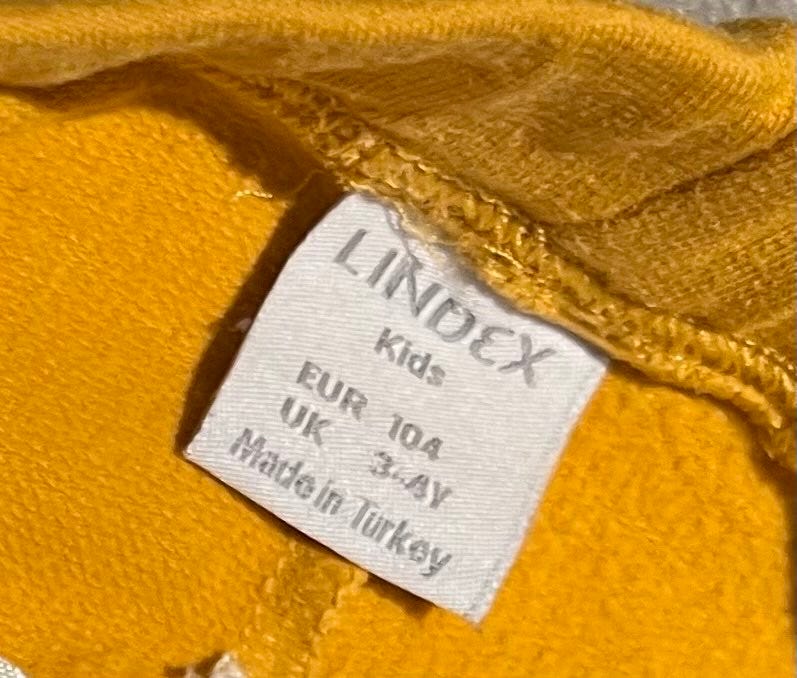 LINDEX
Kids
EUR 104
UK 3-4Y
Made in Turkey